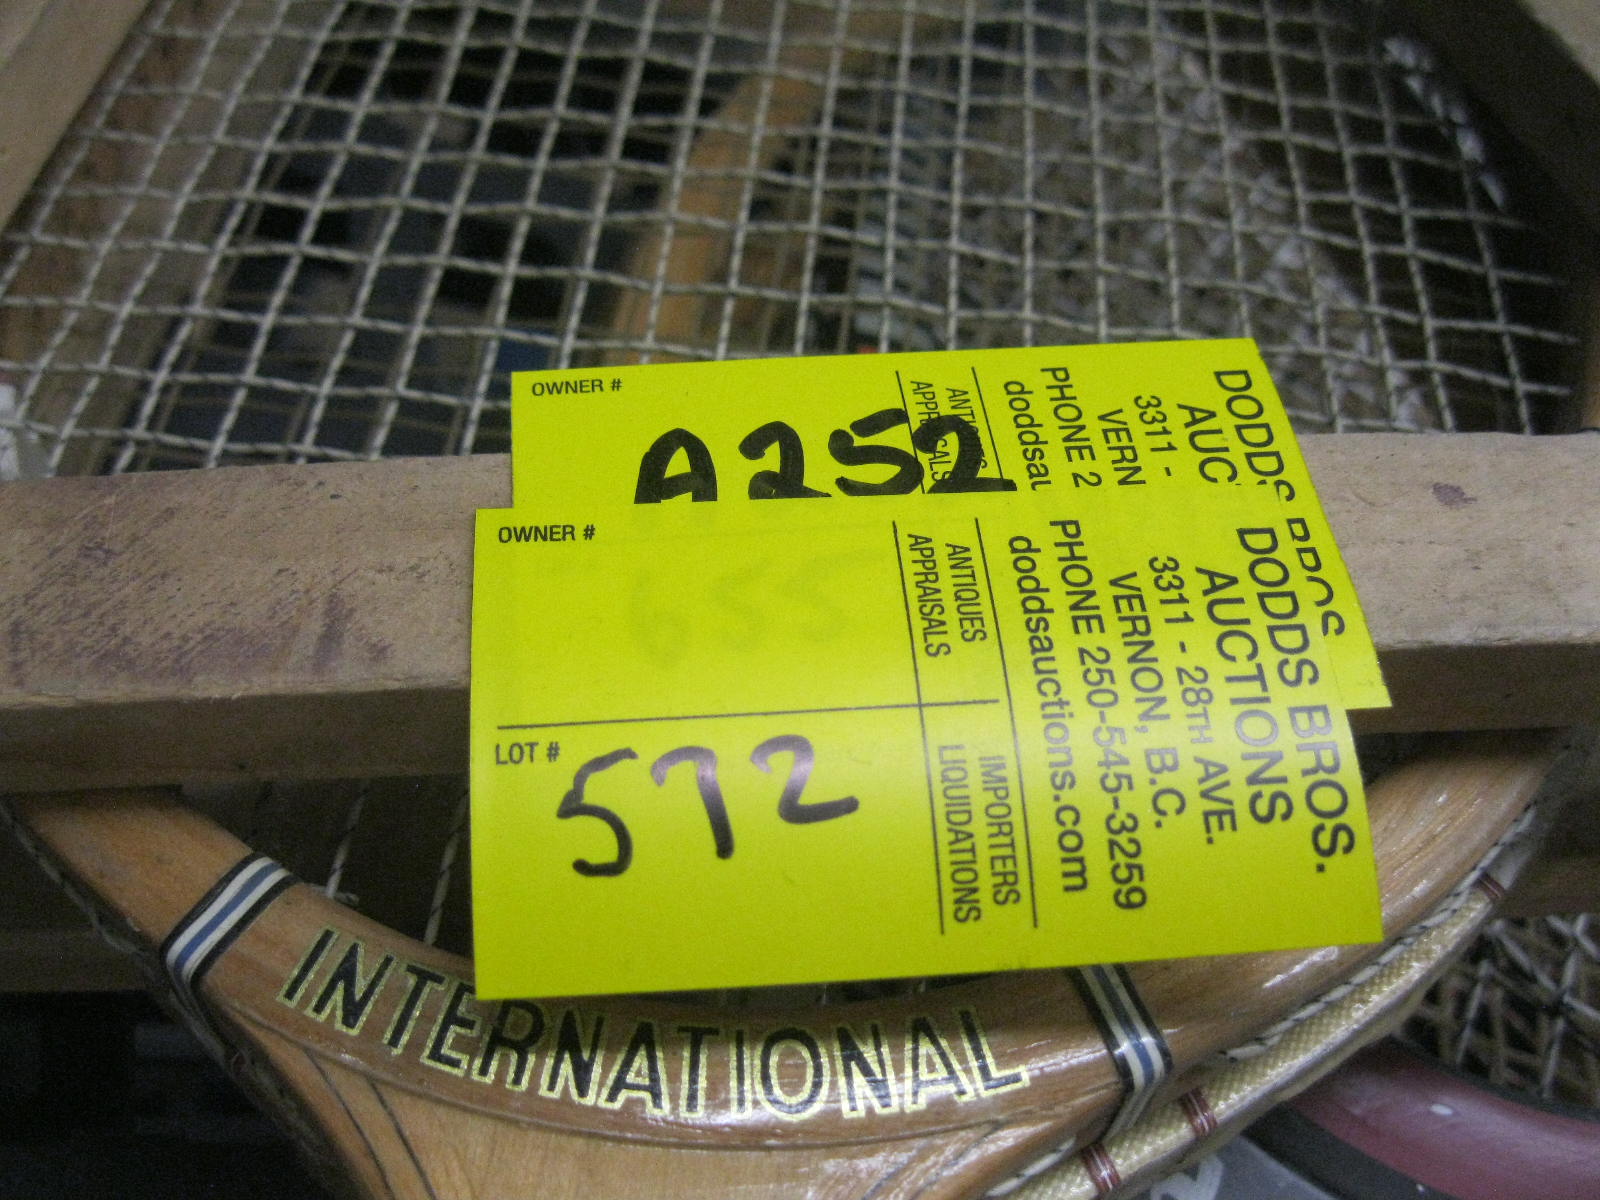 OWNER #
A252
ANTIQUES
APPRAISALS
DODDS BROS.
AUC
3311 -
VERN
PHONE 2
doddsau
OWNER #
LOT #
572
ANTIQUES
APPRAISALS
IMPORTERS
LIQUIDATIONS
DODDS BROS.
AUCTIONS
3311 - 28TH AVE.
VERNON, B.C.
PHONE 250-545-3259
doddsauctions.com
INTERNATIONAL